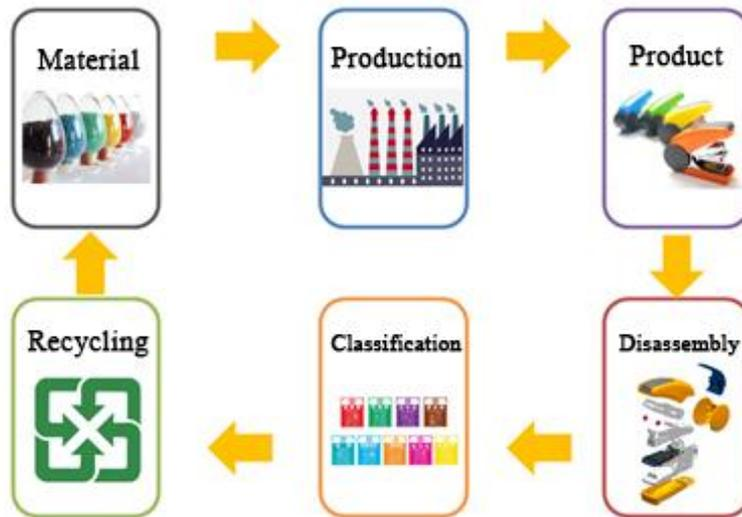 Material
Production
Product
Disassembly
Classification
Recycling